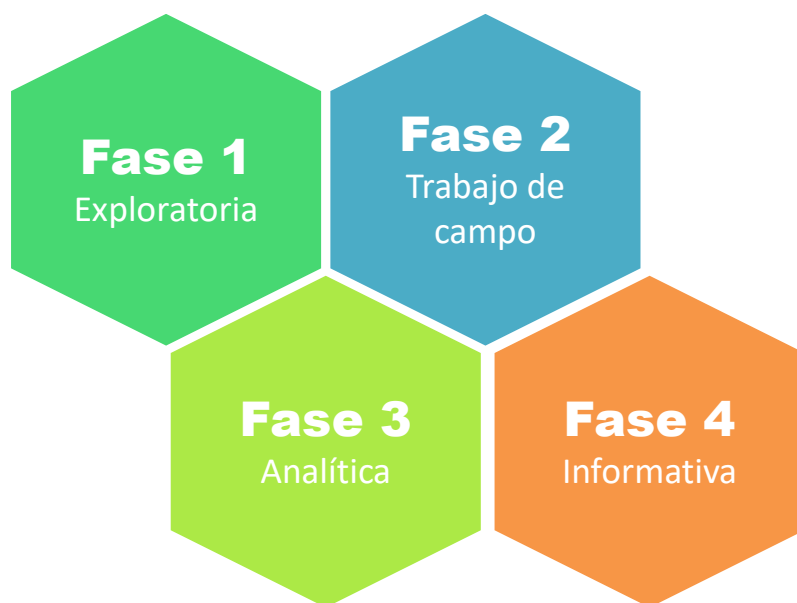 Fase 1
Exploratoria
Fase 2
Trabajo de
campo
Fase 3
Analítica
Fase 4
Informativa